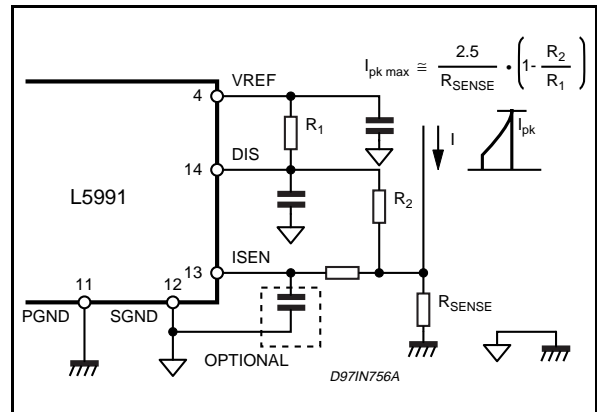 VREF
4
R1
DIS
14
L5991
R2
ISEN
13
11
12
PGND
SGND
OPTIONAL
RSENSE
D97IN756A
I
Ipk
Ipk max ≅ 2.5 / RSENSE • (1- R2 / R1)